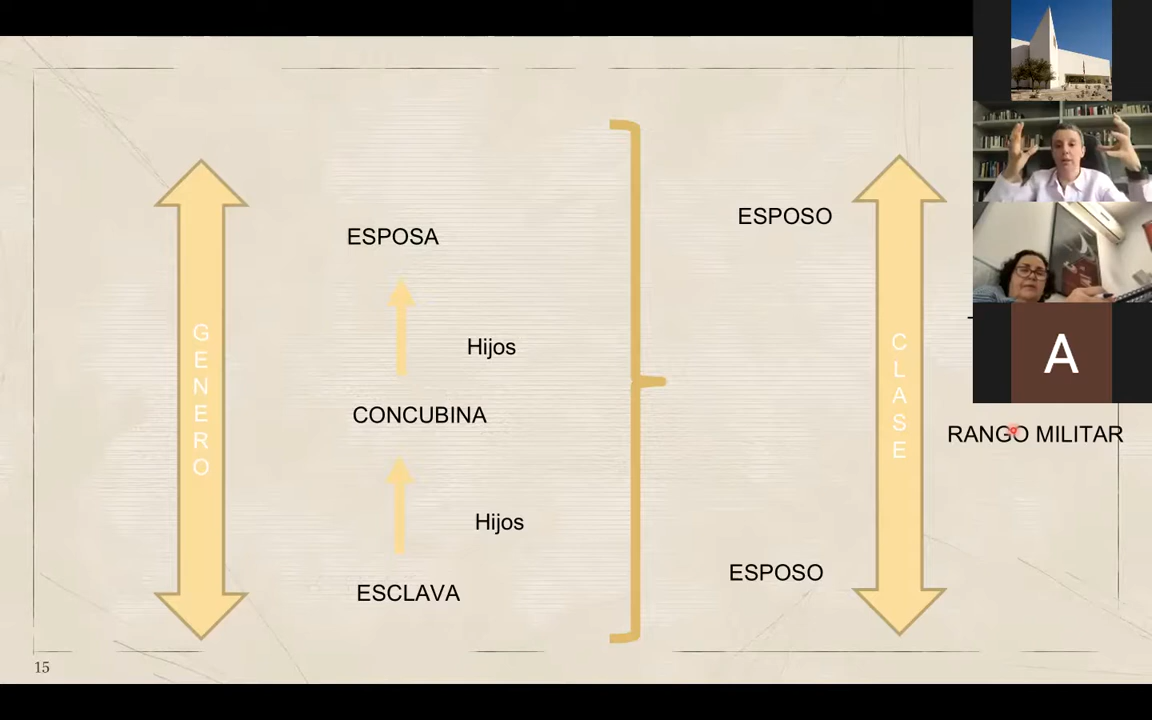 GENERO
ESPOSA
Hijos
CONCUBINA
Hijos
ESCLAVA
ESPOSO
ESPOSO
CLASE
RANGO MILITAR
A
15